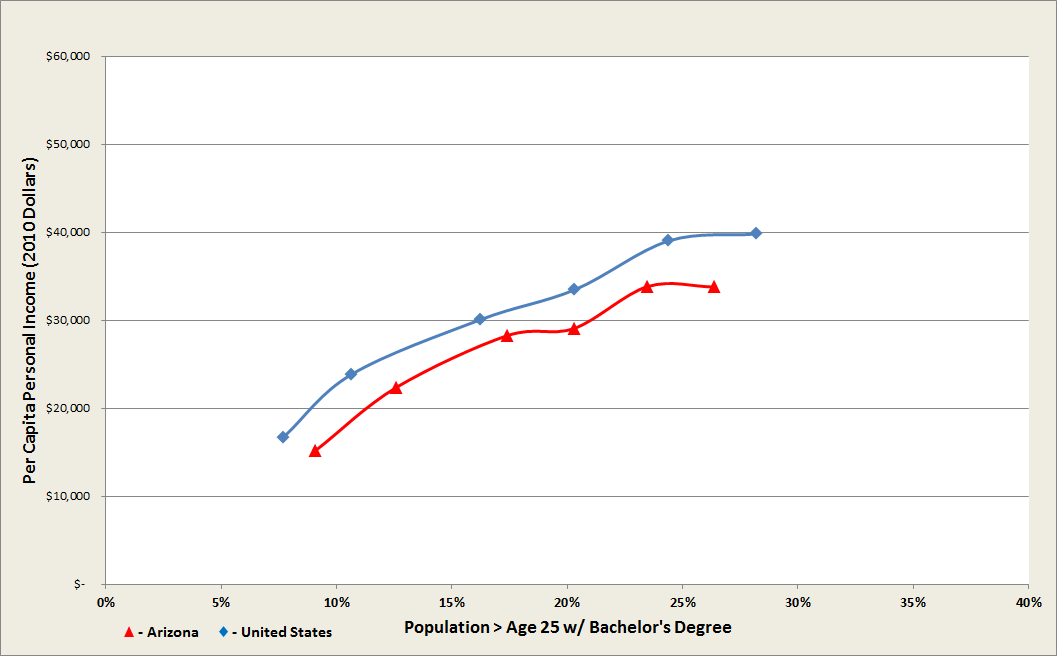 $60,000
$50,000
$40,000
$30,000
$20,000
$10,000
$-
Per Capita Personal Income (2010 Dollars)
0% 5% 10% 15% 20% 25% 30% 35% 40%
- Arizona - United States
Population > Age 25 w/ Bachelor's Degree